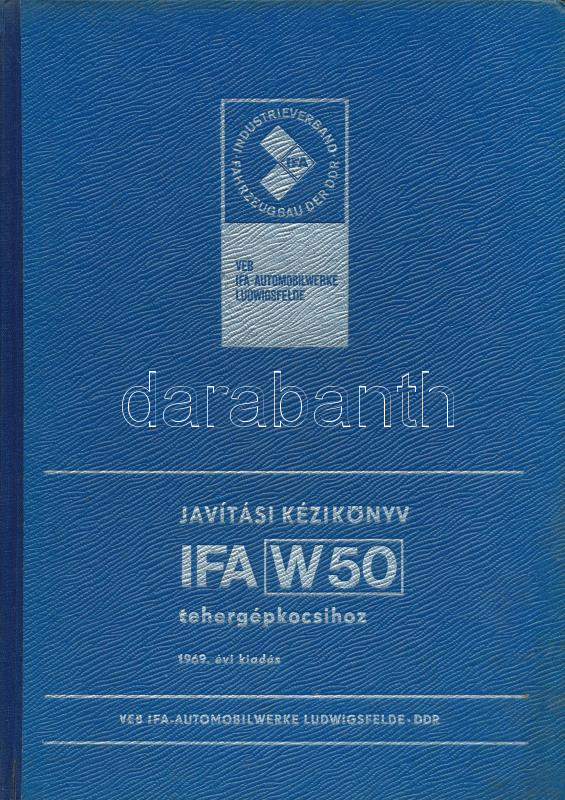 INDUSTRIEVERBAND
FAHRZEUGBAU DER DDR
IFA
VEB
IFA-AUTOMOBILWERKE
LUDWIGSFELDE
darabanth
JAVÍTÁSI KÉZIKÖNYV
IFA W50
tehergépkocsihoz
1969. évi kiadás
VEB IFA-AUTOMOBILWERKE LUDWIGSFELDE·DDR